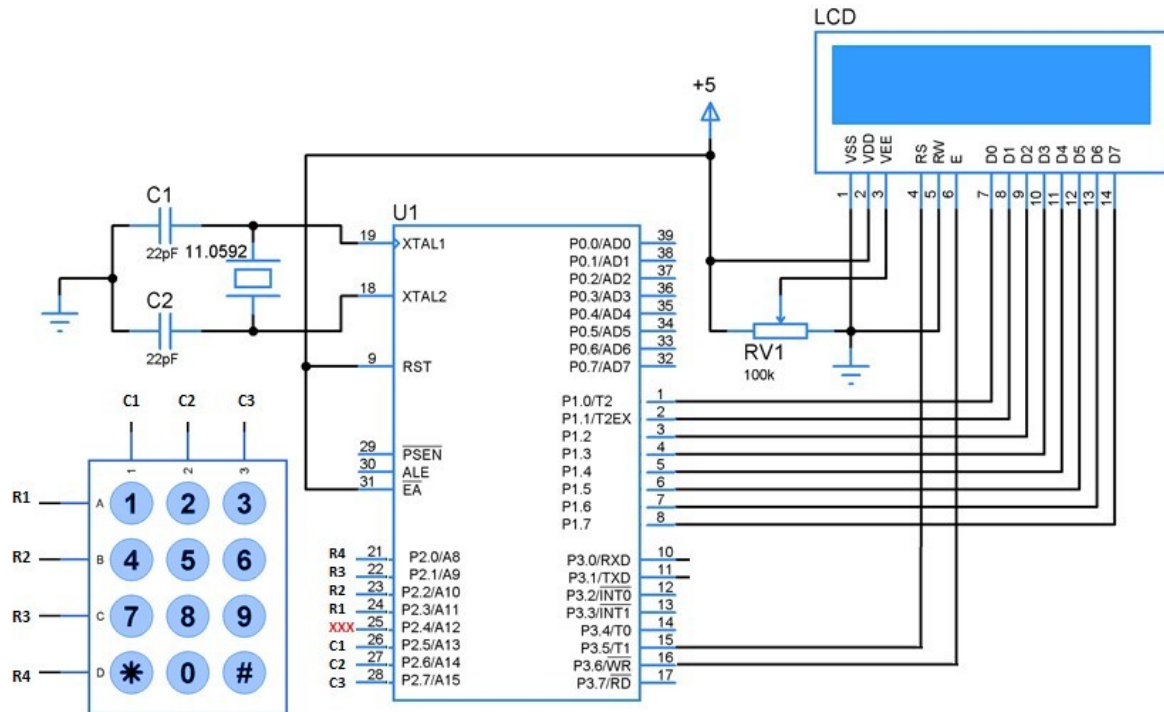 LCD
+5
VSS
VDD
VEE
RS
RW
E
D0
D1
D2
D3
D4
D5
D6
D7
1
2
3
4
5
6
7
8
9
10
11
12
13
14
C1
22pF
11.0592
C2
22pF
RV1
100k
U1
19 XTAL1
18 XTAL2
9 RST
29 PSEN
30 ALE
31 EA
R4 21 P2.0/A8
R3 22 P2.1/A9
R2 23 P2.2/A10
R1 24 P2.3/A11
XXX 25 P2.4/A12
C1 26 P2.5/A13
C2 27 P2.6/A14
C3 28 P2.7/A15
P0.0/AD0 39
P0.1/AD1 38
P0.2/AD2 37
P0.3/AD3 36
P0.4/AD4 35
P0.5/AD5 34
P0.6/AD6 33
P0.7/AD7 32
P1.0/T2 1
P1.1/T2EX 2
P1.2 3
P1.3 4
P1.4 5
P1.5 6
P1.6 7
P1.7 8
P3.0/RXD 10
P3.1/TXD 11
P3.2/INT0 12
P3.3/INT1 13
P3.4/T0 14
P3.5/T1 15
P3.6/WR 16
P3.7/RD 17
C1 C2 C3
1 2 3
R1 A 1 2 3
R2 B 4 5 6
R3 C 7 8 9
R4 D * 0 #